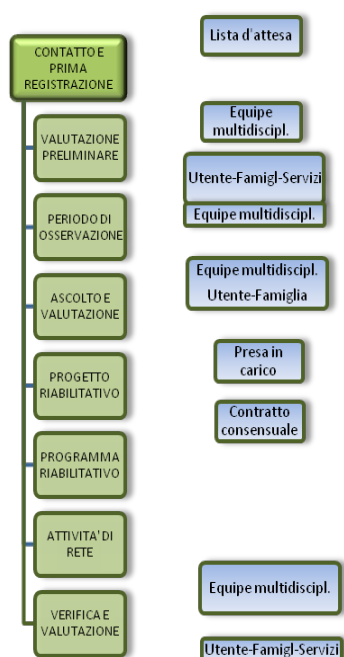 Lista d'attesa
CONTATTO E
PRIMA
REGISTRAZIONE
Equipe
multidiscipl.
VALUTAZIONE
PRELIMINARE
Utente-Famigl-Servizi
Equipe multidiscipl.
PERIODO DI
OSSERVAZIONE
Equipe multidiscipl.
Utente-Famiglia
ASCOLTO E
VALUTAZIONE
Presa in
carico
PROGETTO
RIABILITATIVO
Contratto
consensuale
PROGRAMMA
RIABILITATIVO
ATTIVITA' DI
RETE
Equipe multidiscipl.
VERIFICA E
VALUTAZIONE
Utente-Famigl-Servizi